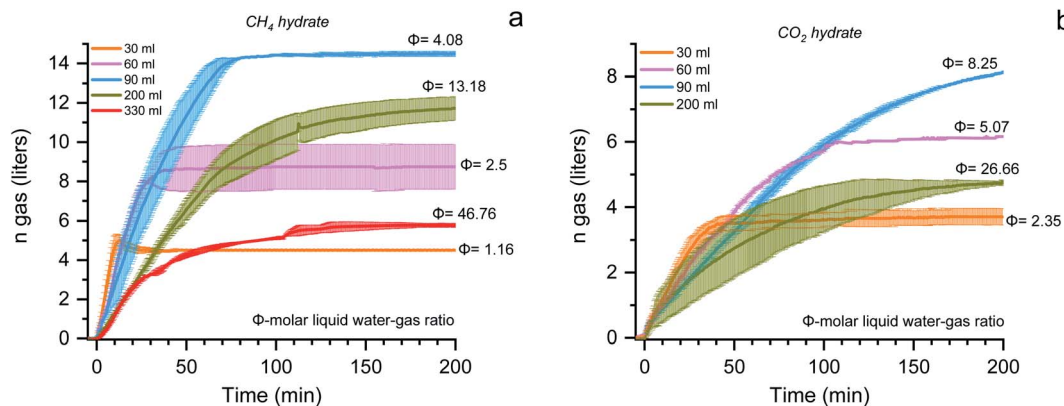 CH₄ hydrate
a
30 ml
60 ml
90 ml
200 ml
330 ml
Φ= 4.08
Φ= 13.18
Φ= 2.5
Φ= 46.76
Φ= 1.16
Φ-molar liquid water-gas ratio
n gas (liters)
0
2
4
6
8
10
12
14
0
50
100
150
200
Time (min)
CO₂ hydrate
b
30 ml
60 ml
90 ml
200 ml
Φ= 8.25
Φ= 5.07
Φ= 26.66
Φ= 2.35
Φ-molar liquid water-gas ratio
n gas (liters)
0
2
4
6
8
0
50
100
150
200
Time (min)